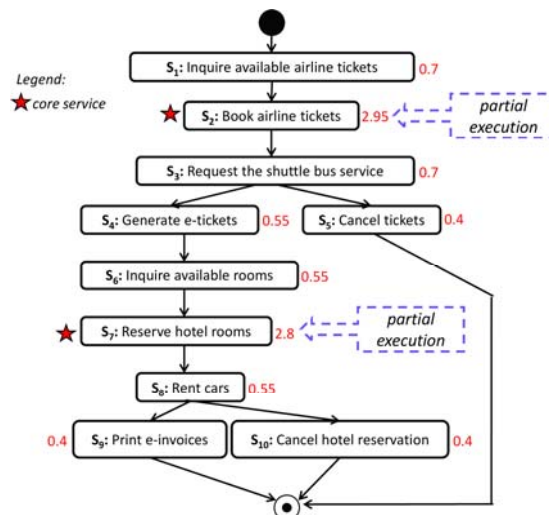 S1: Inquire available airline tickets
0.7
Legend:
core service
S2: Book airline tickets
2.95
partial
execution
S3: Request the shuttle bus service
0.7
S4: Generate e-tickets
0.55
S5: Cancel tickets
0.4
S6: Inquire available rooms
0.55
S7: Reserve hotel rooms
2.8
partial
execution
S8: Rent cars
0.55
0.4
S9: Print e-invoices
S10: Cancel hotel reservation
0.4